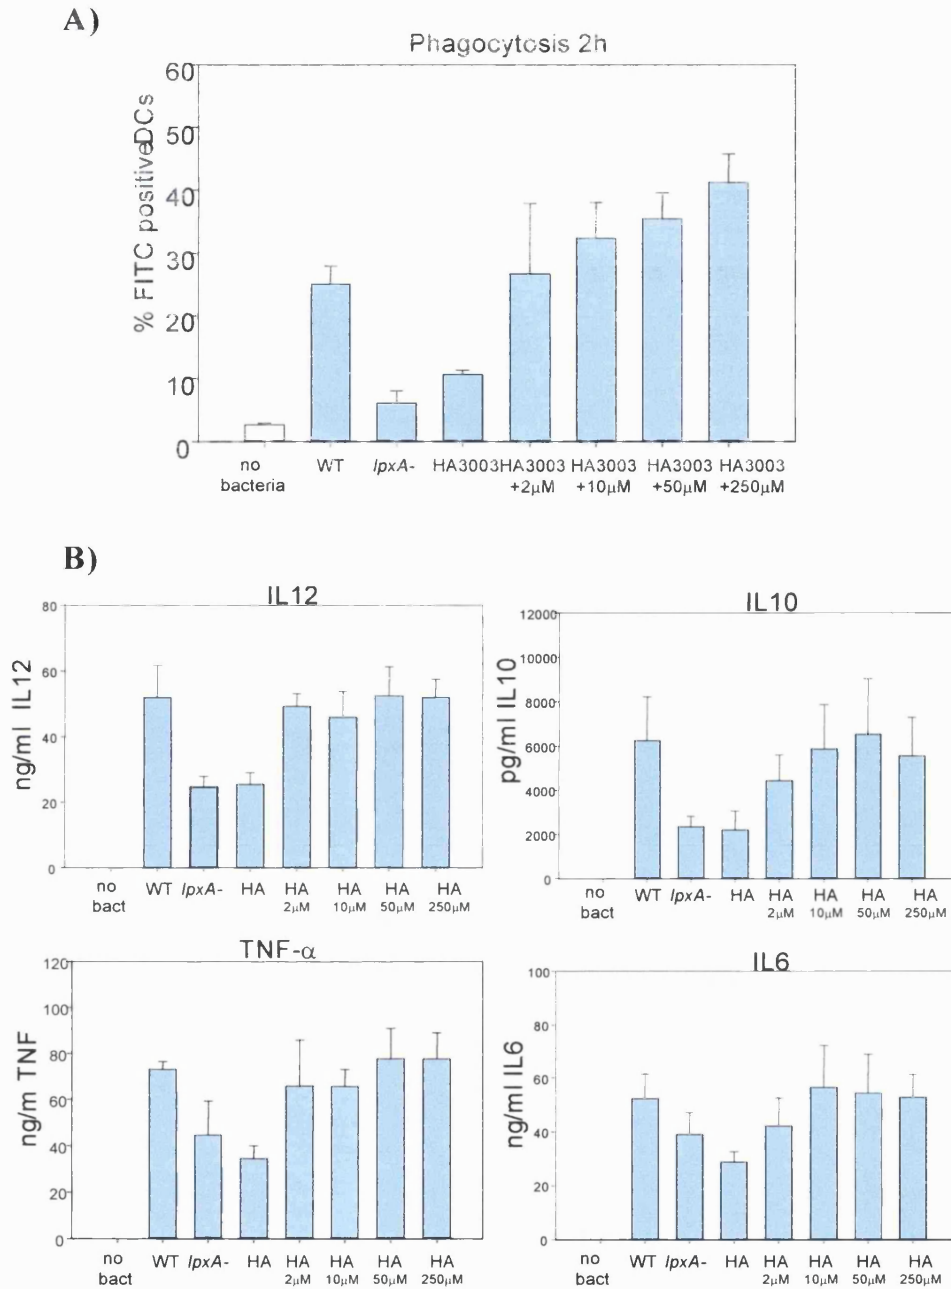 A)
Phagocytosis 2h
% FITC positiveDCs
60
50
40
30
20
10
0
no bacteria
WT
lpxA-
HA3003
HA3003 +2µM
HA3003 +10µM
HA3003 +50µM
HA3003 +250µM
B)
IL12
ng/ml IL12
80
60
40
20
0
no bact
WT
lpxA-
HA
HA 2µM
HA 10µM
HA 50µM
HA 250µM
IL10
pg/ml IL10
12000
10000
8000
6000
4000
2000
0
no bact
WT
lpxA-
HA
HA 2µM
HA 10µM
HA 50µM
HA 250µM
TNF-α
ng/m TNF
120
100
80
60
40
20
0
no bact
WT
lpxA-
HA
HA 2µM
HA 10µM
HA 50µM
HA 250µM
IL6
ng/ml IL6
100
80
60
40
20
0
no bact
WT
lpxA-
HA
HA 2µM
HA 10µM
HA 50µM
HA 250µM